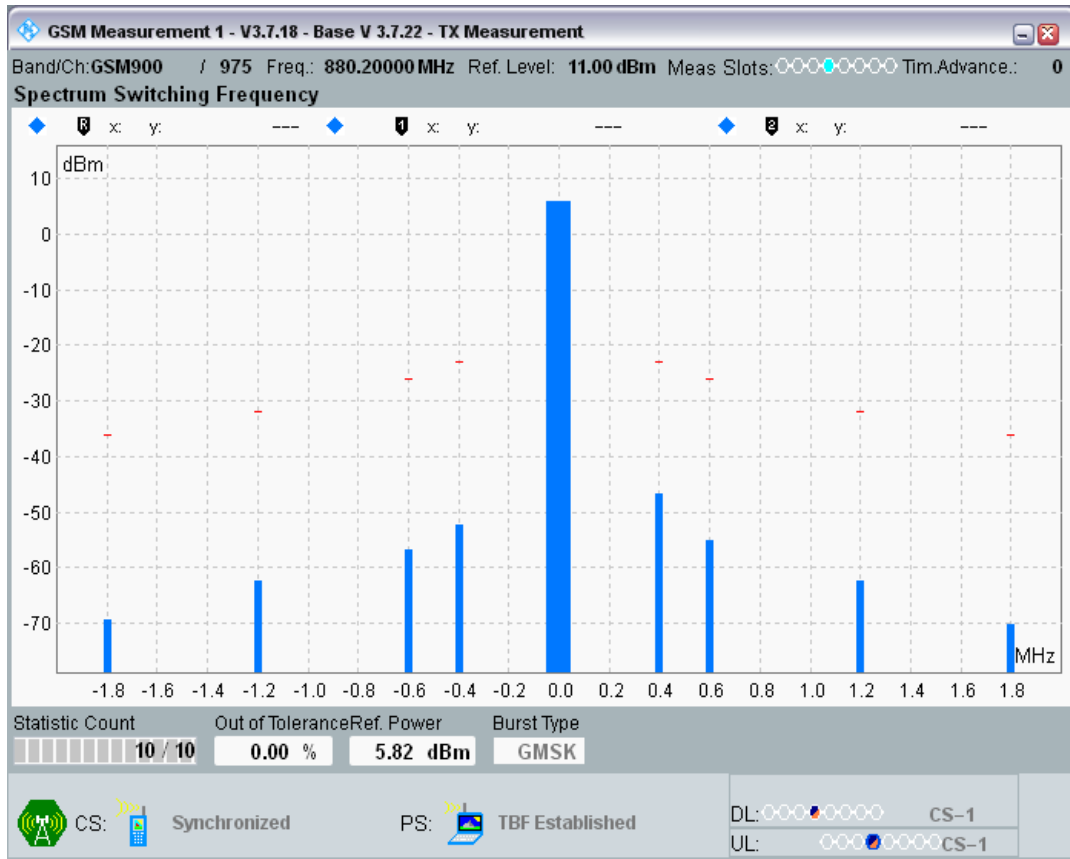 GSM Measurement 1 - V3.7.18 - Base V 3.7.22 - TX Measurement
Band/Ch:GSM900 / 975 Freq.: 880.20000 MHz Ref. Level: 11.00 dBm Meas Slots: Tim.Advance.: 0
Spectrum Switching Frequency
R x: y: --- 1 x: y: --- 2 x: y: ---
dBm
10
0
-10
-20
-30
-40
-50
-60
-70
MHz
-1.8 -1.6 -1.4 -1.2 -1.0 -0.8 -0.6 -0.4 -0.2 0.0 0.2 0.4 0.6 0.8 1.0 1.2 1.4 1.6 1.8
Statistic Count Out of Tolerance Ref. Power Burst Type
10 / 10 0.00 % 5.82 dBm GMSK
CS: Synchronized PS: TBF Established DL: CS-1
UL: CS-1